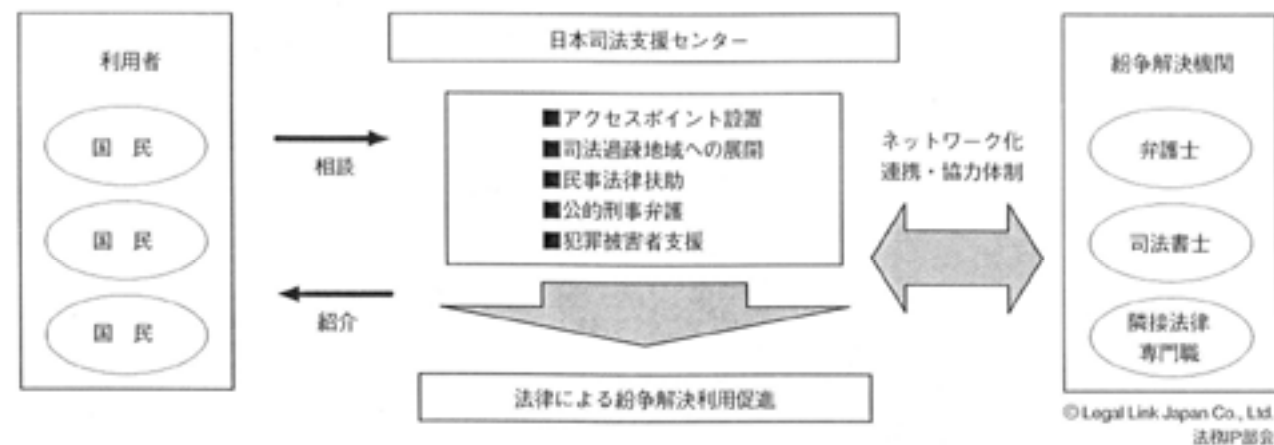 利用者
国 民
国 民
国 民
相談
紹介
日本司法支援センター
■アクセスポイント設置
■司法過疎地域への展開
■民事法律扶助
■公的刑事弁護
■犯罪被害者支援
法律による紛争解決利用促進
ネットワーク化
連携・協力体制
紛争解決機関
弁護士
司法書士
隣接法律
専門職
© Legal Link Japan Co., Ltd.
法務IP部会